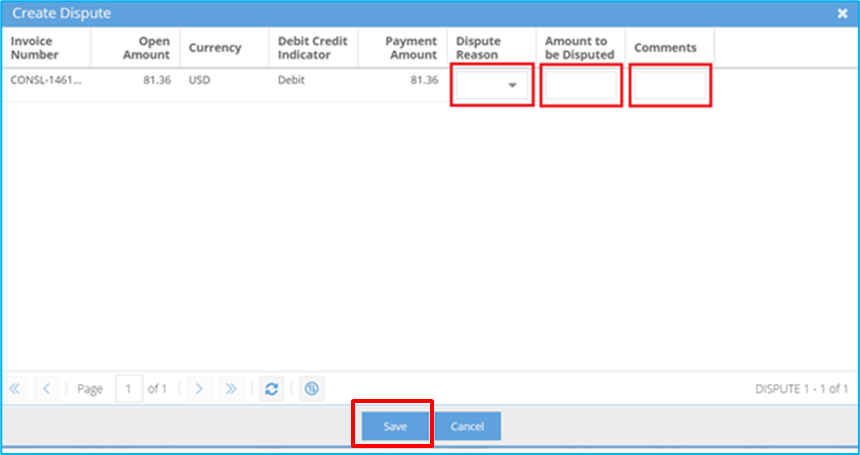 Create Dispute
Invoice Number
Open Amount
Currency
Debit Credit Indicator
Payment Amount
Dispute Reason
Amount to be Disputed
Comments
CONSL-1461... 81.36 USD Debit 81.36
Page 1 of 1
DISPUTE 1 - 1 of 1
Save Cancel